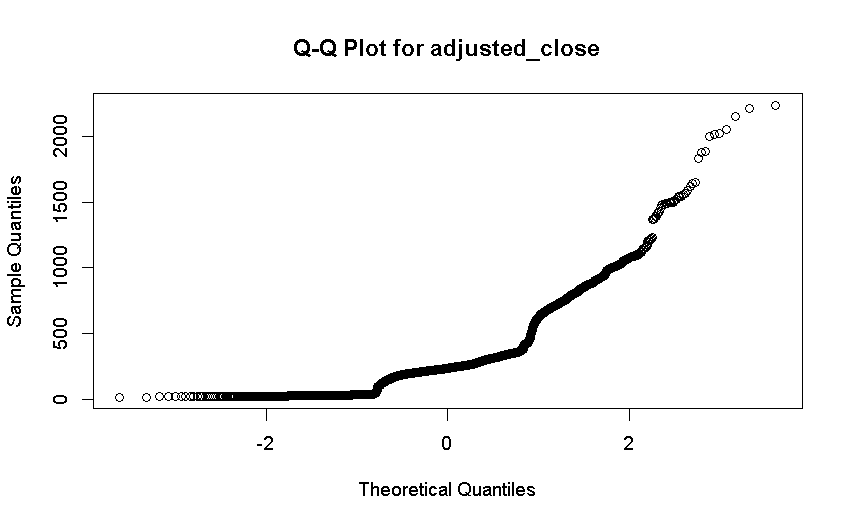 Q-Q Plot for adjusted_close
Sample Quantiles
2000
1500
1000
500
0
-2 0 2
Theoretical Quantiles